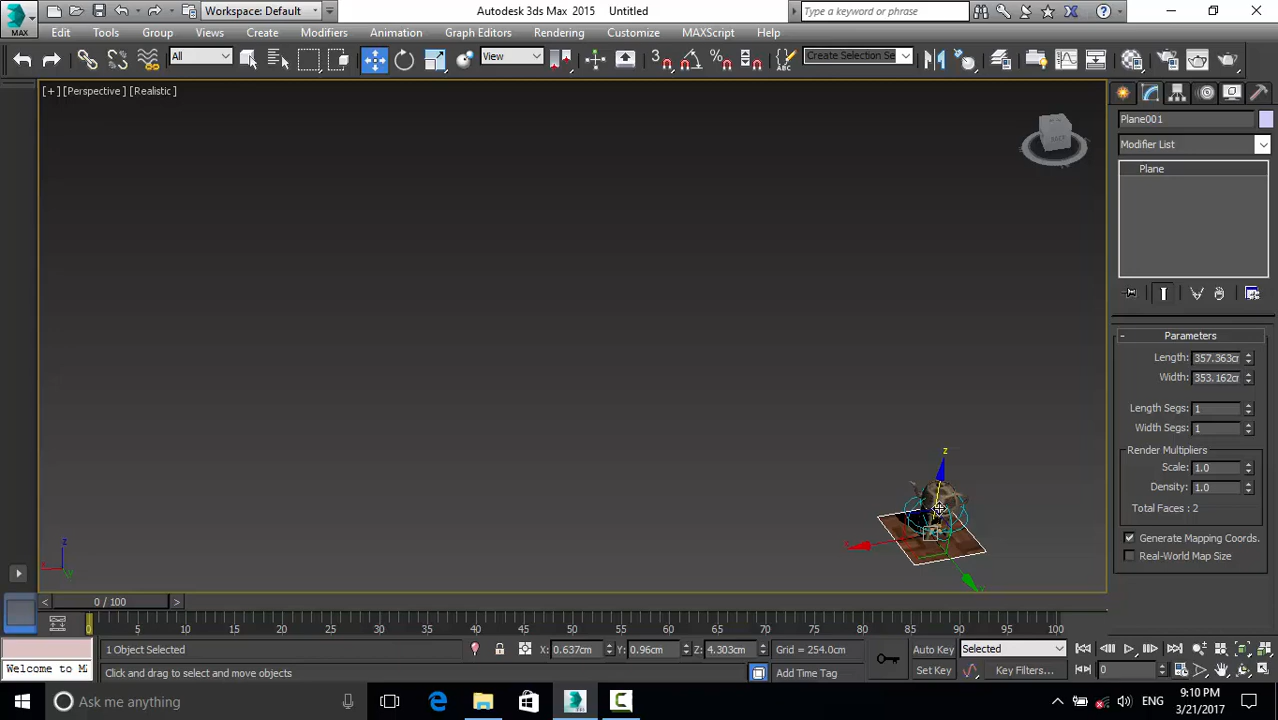 Workspace: Default
Autodesk 3ds Max 2015 Untitled
Type a keyword or phrase
MAX
Edit Tools Group Views Create Modifiers Animation Graph Editors Rendering Customize MAXScript Help
All
View
3
Create Selection Se
[+] [Perspective] [Realistic]
BACK
Plane001
Modifier List
Plane
Parameters
Length: 357.363cm
Width: 353.162cm
Length Segs: 1
Width Segs: 1
Render Multipliers
Scale: 1.0
Density: 1.0
Total Faces : 2
Generate Mapping Coords.
Real-World Map Size
z
x
z
x
y
0 / 100
0 5 10 15 20 25 30 35 40 45 50 55 60 65 70 75 80 85 90 95 100
1 Object Selected
X: 0.637cm Y: 0.96cm Z: 4.303cm Grid = 254.0cm
Auto Key Selected
Welcome to M
Click and drag to select and move objects
Add Time Tag
Set Key Key Filters...
0
Ask me anything
ENG
9:10 PM
3/21/2017